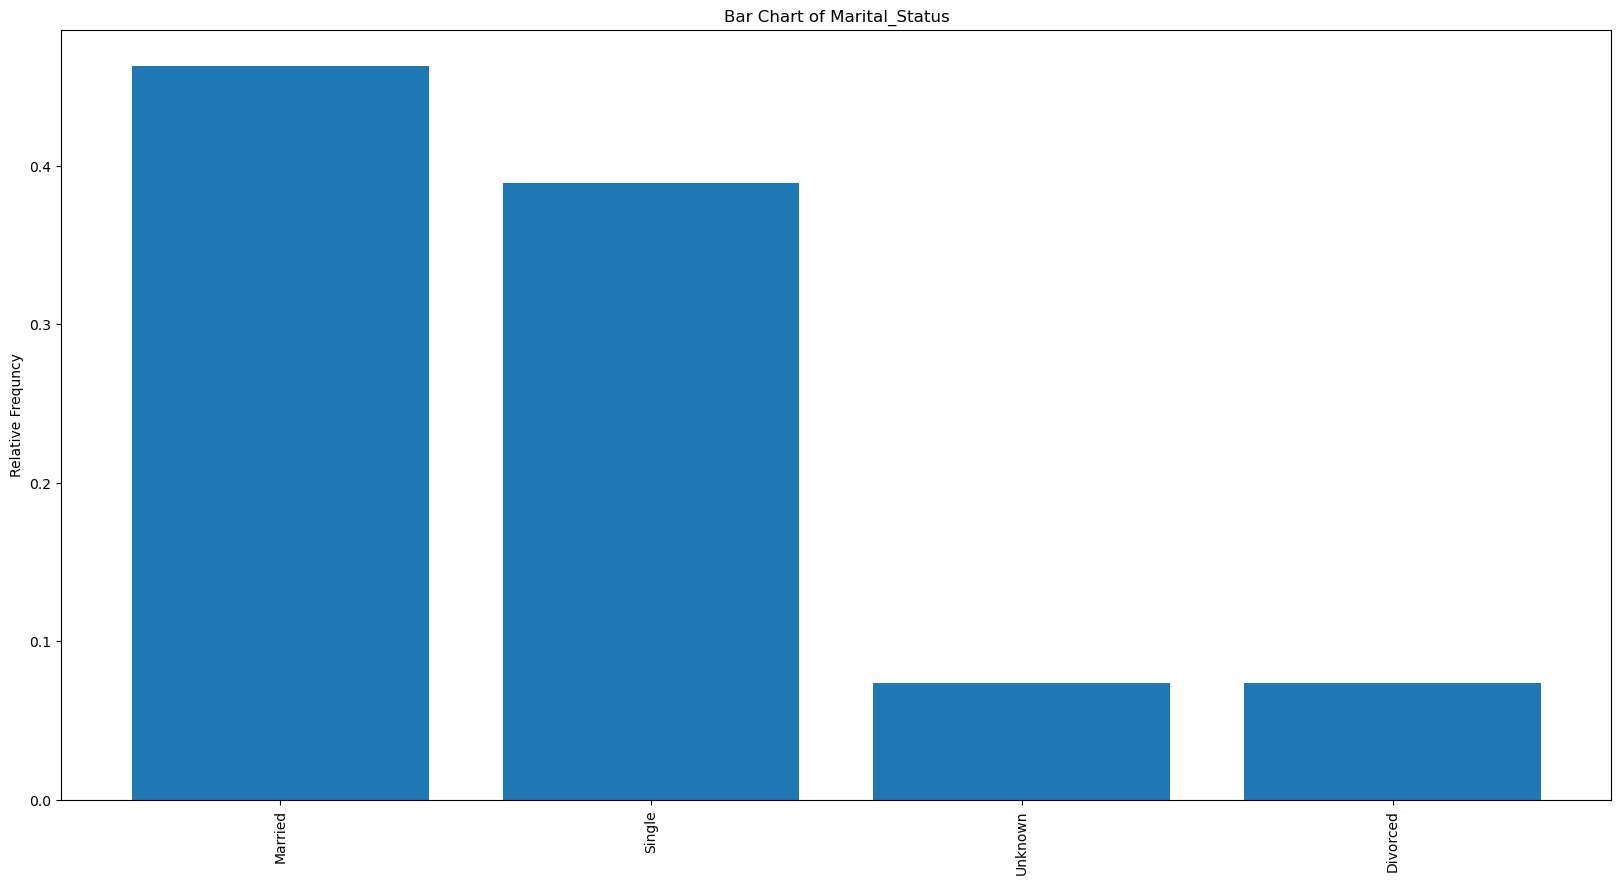 Bar Chart of Marital_Status
Relative Frequncy
0.4
0.3
0.2
0.1
0.0
Married
Single
Unknown
Divorced